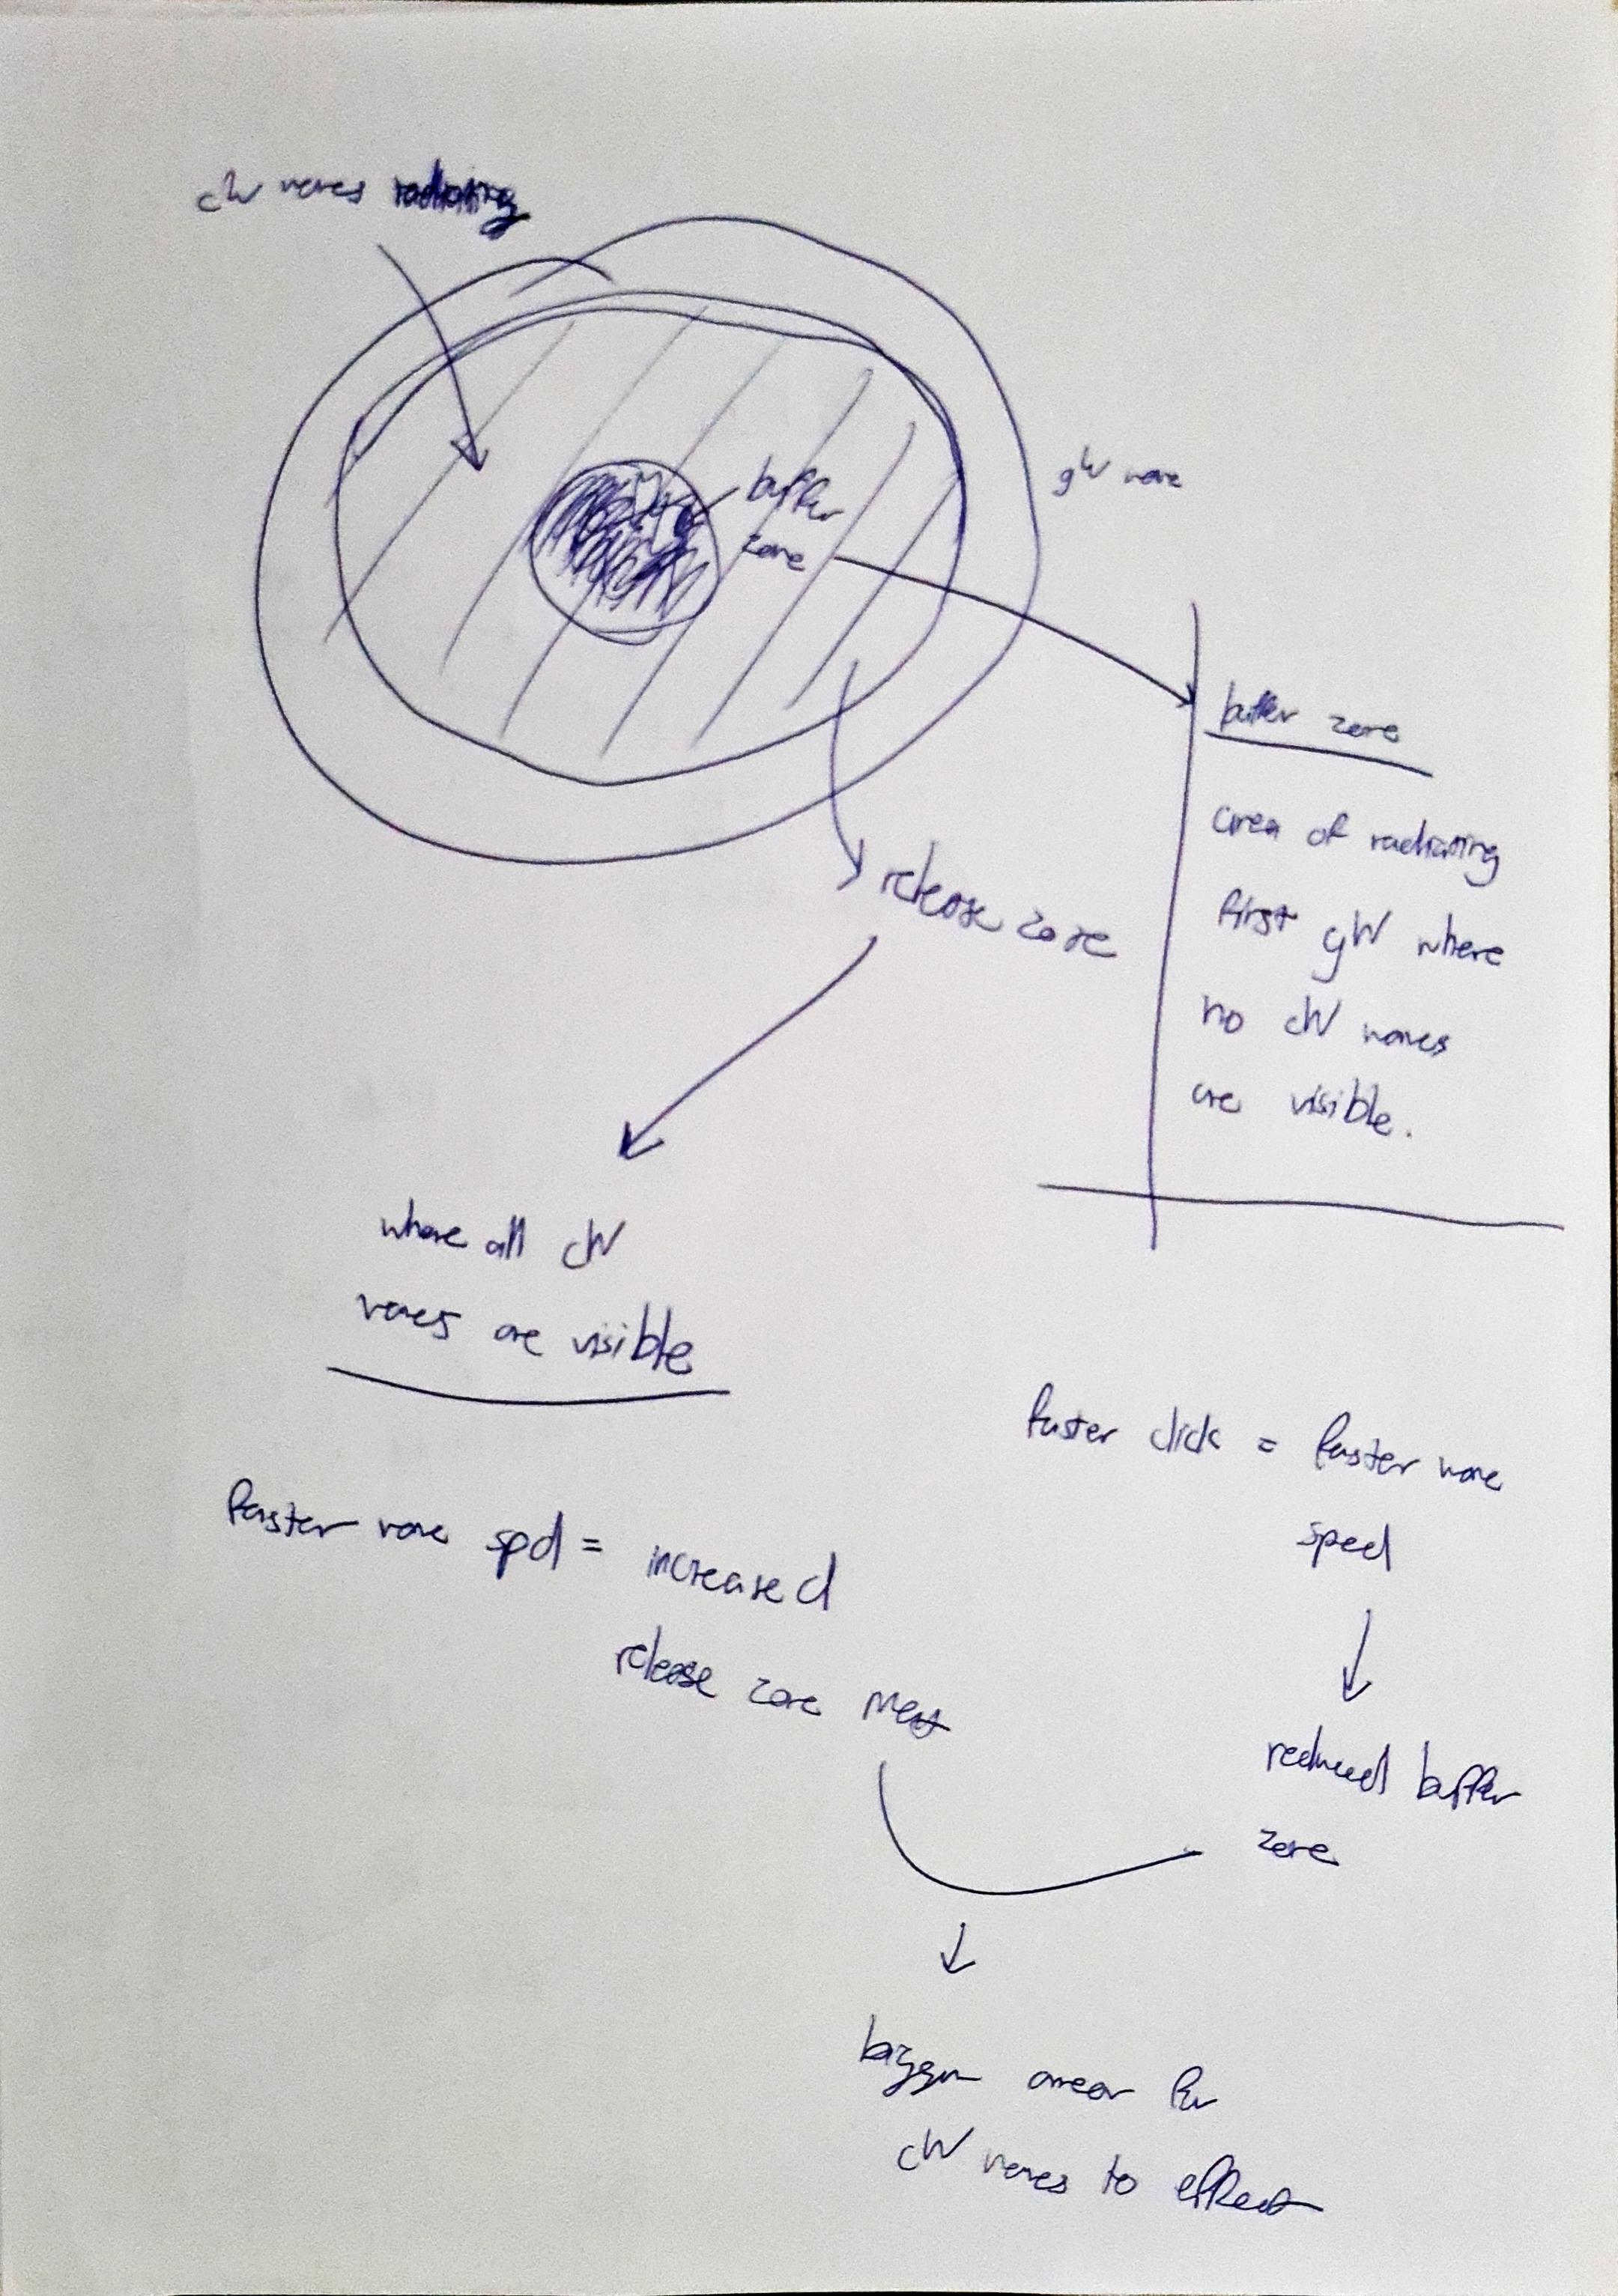 cW waves radiating
gW wave
buffer
zone
buffer zone
area of radiating
first gW where
no cW waves
are visible.
release zone
where all cW
waves are visible
faster click = faster wave
speed
faster wave spd = increased
release zone
reduced buffer
zone
bigger area for
cW waves to effect